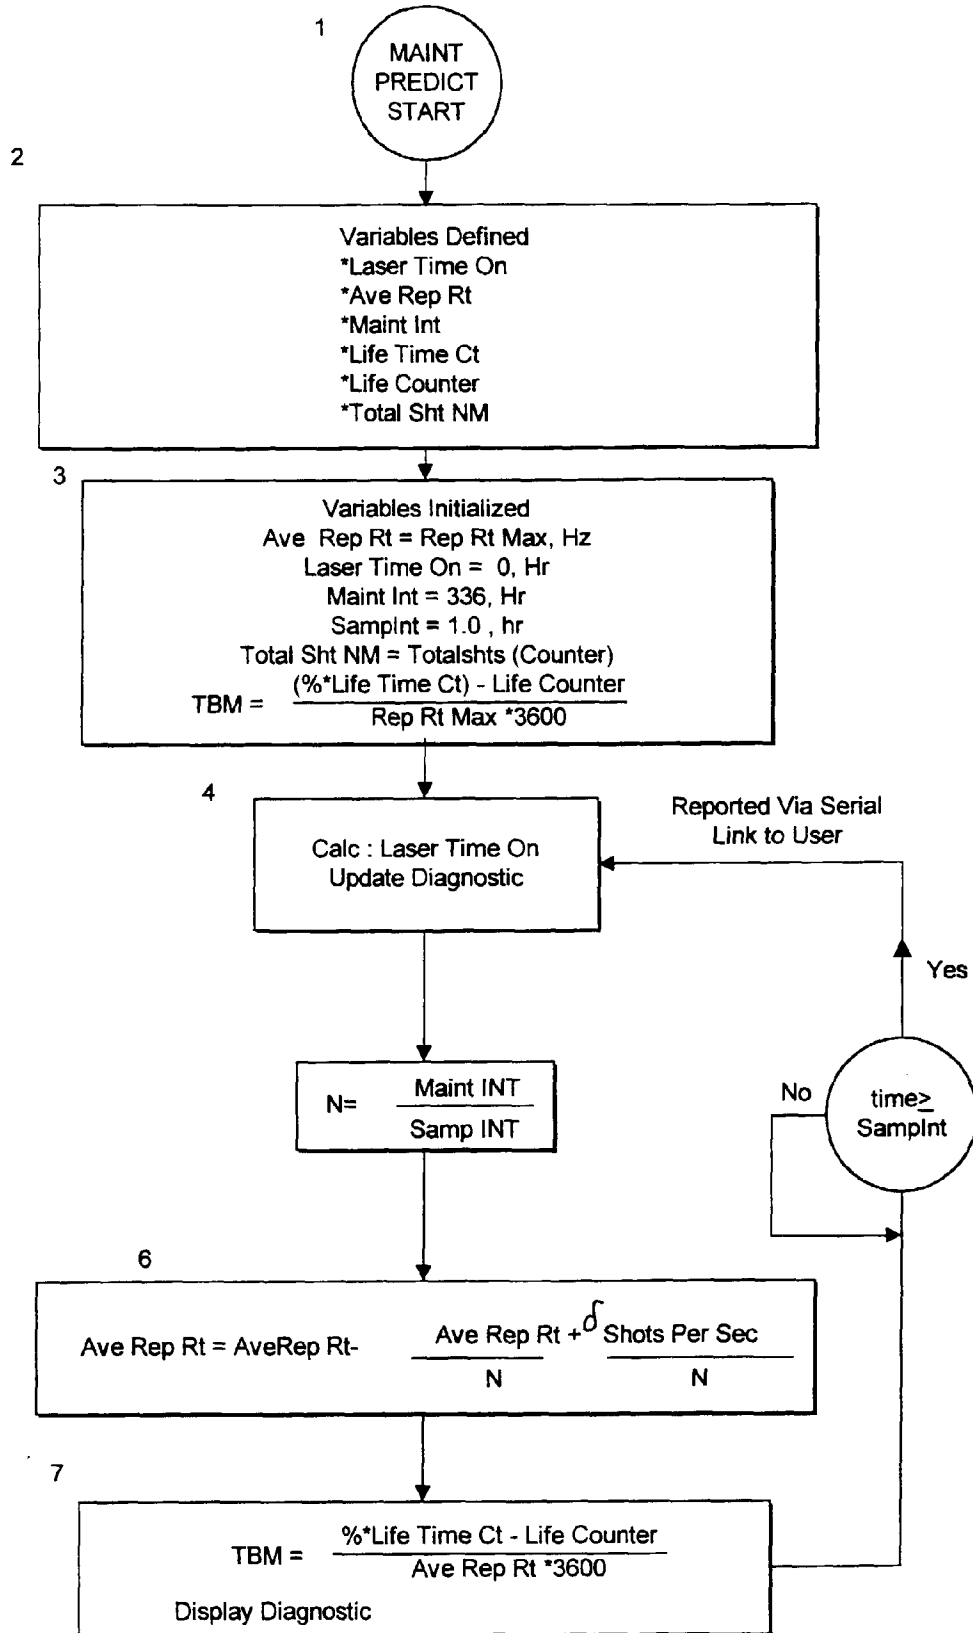 1
MAINT
PREDICT
START
2
Variables Defined
*Laser Time On
*Ave Rep Rt
*Maint Int
*Life Time Ct
*Life Counter
*Total Sht NM
3
Variables Initialized
Ave Rep Rt = Rep Rt Max, Hz
Laser Time On = 0, Hr
Maint Int = 336, Hr
SampInt = 1.0 , hr
Total Sht NM = Totalshts (Counter)
(%*Life Time Ct) - Life Counter
TBM =
Rep Rt Max *3600
4
Calc : Laser Time On
Update Diagnostic
Reported Via Serial
Link to User
Yes
No
time≥
SampInt
Maint INT
N=
Samp INT
6
Ave Rep Rt = AveRep Rt- Ave Rep Rt + δ Shots Per Sec
N N
7
%*Life Time Ct - Life Counter
TBM =
Ave Rep Rt *3600
Display Diagnostic